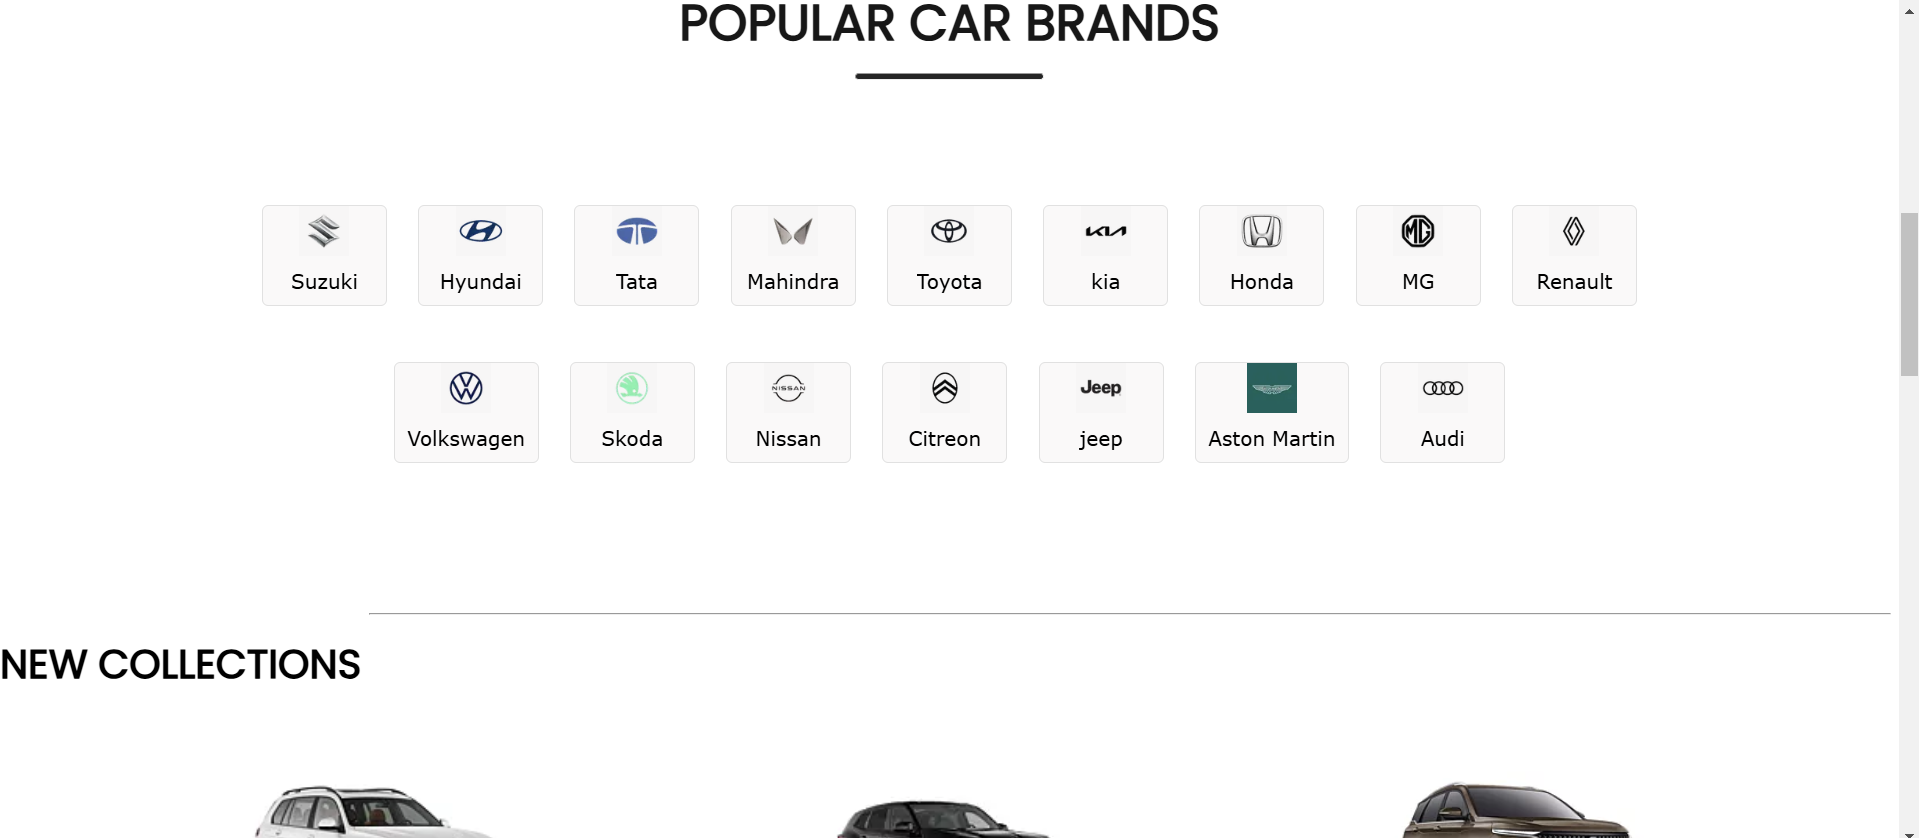 POPULAR CAR BRANDS
Suzuki Hyundai Tata Mahindra Toyota kia Honda MG Renault
NISSAN Jeep
Volkswagen Skoda Nissan Citreon jeep Aston Martin Audi
NEW COLLECTIONS